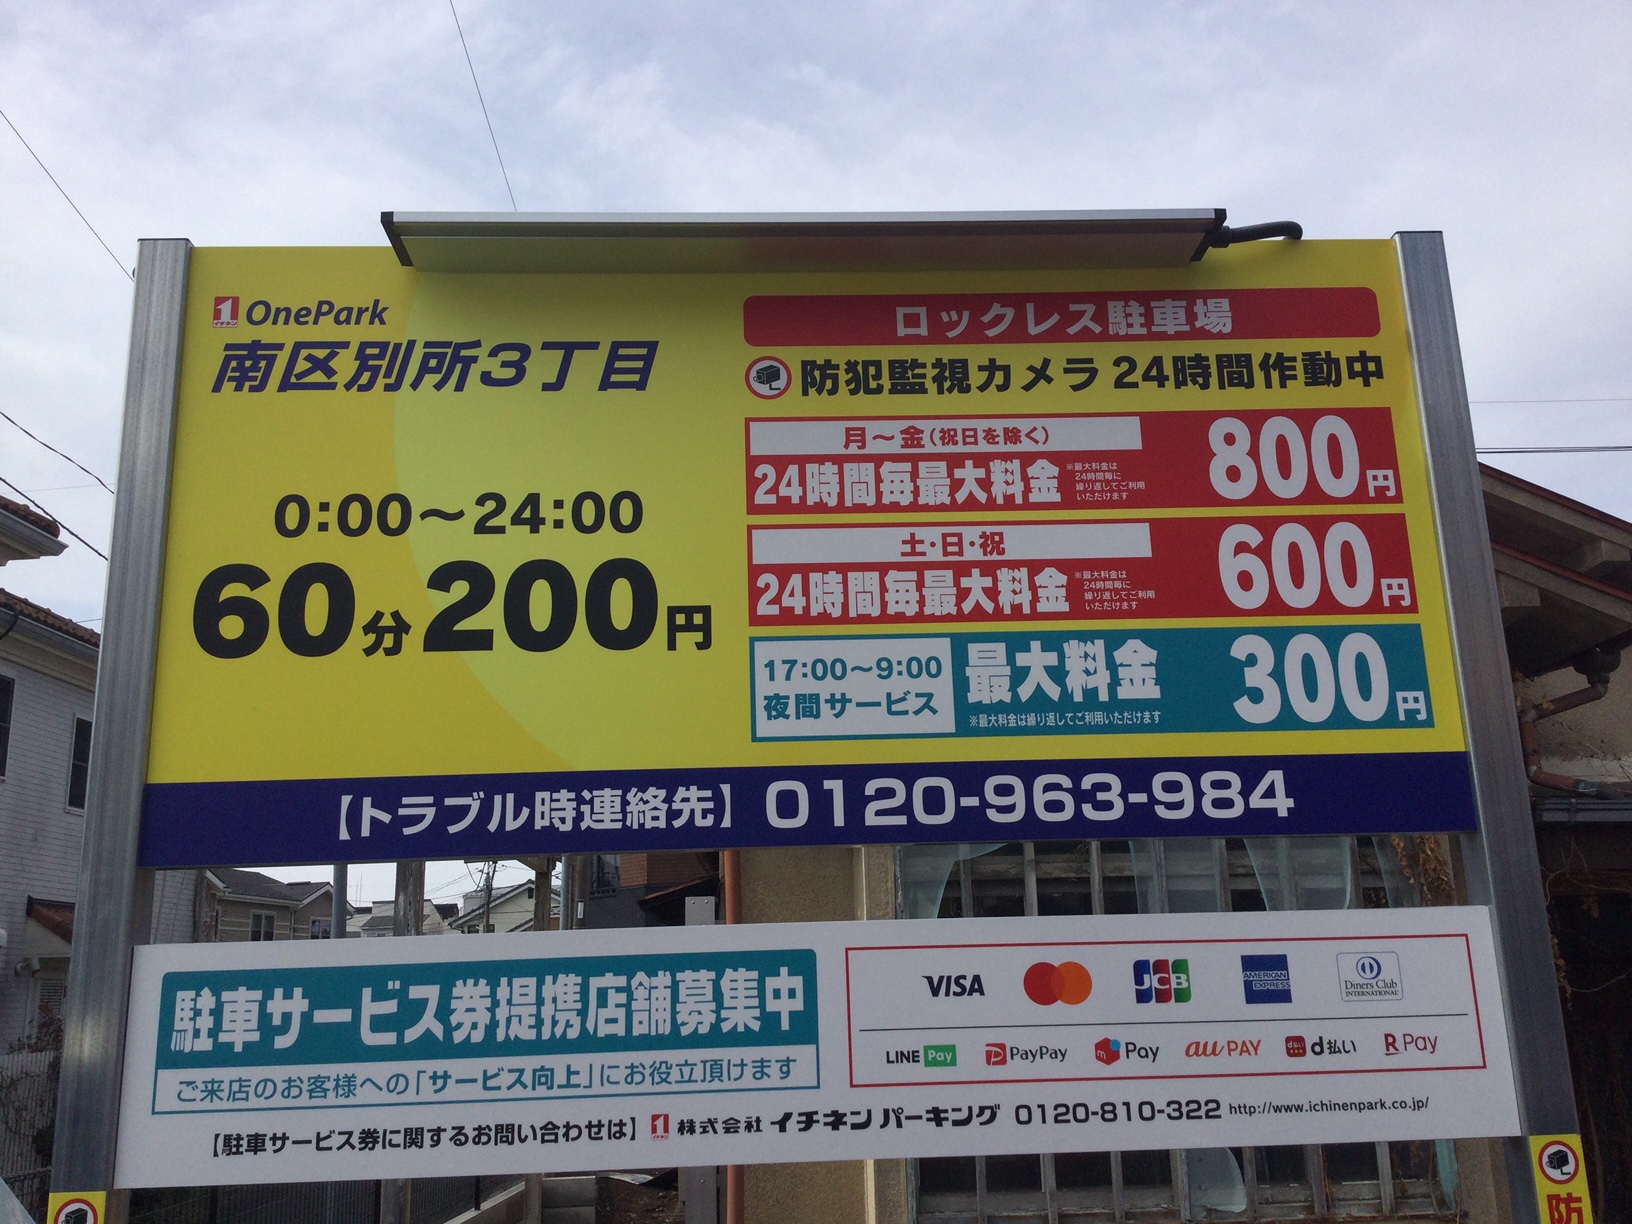 1 イチネン OnePark
南区別所3丁目
0:00～24:00
60分200円
ロックレス駐車場
防犯監視カメラ 24時間作動中
月～金(祝日を除く)
24時間毎最大料金
※最大料金は
24時間毎に
繰り返してご利用
いただけます
800円
土・日・祝
24時間毎最大料金
※最大料金は
24時間毎に
繰り返してご利用
いただけます
600円
17:00～9:00
夜間サービス
最大料金
※最大料金は繰り返してご利用いただけます
300円
【トラブル時連絡先】 0120-963-984
駐車サービス券提携店舗募集中
ご来店のお客様への「サービス向上」にお役立頂けます
VISA
JCB
AMERICAN
EXPRESS
Diners Club
INTERNATIONAL
LINE Pay PayPay Pay au PAY d払い d払い R Pay
【駐車サービス券に関するお問い合わせは】 1 イチネン 株式会社 イチネン パーキング 0120-810-322 http://www.ichinenpark.co.jp/
防